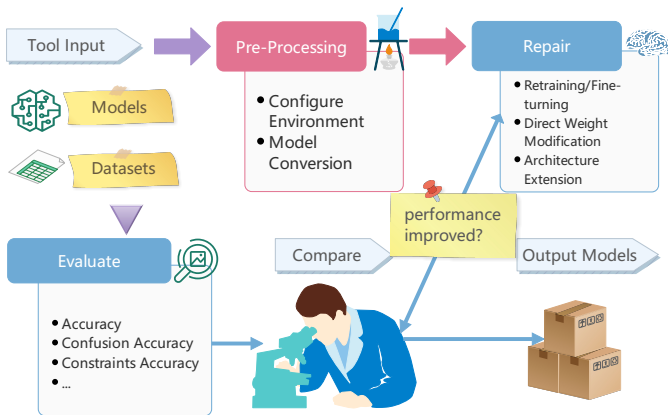 Tool Input
Pre-Processing
Repair
Models
Datasets
• Configure
Environment
• Model
Conversion
• Retraining/Fine-
turning
• Direct Weight
Modification
• Architecture
Extension
performance
improved?
Evaluate
Compare
Output Models
• Accuracy
• Confusion Accuracy
• Constraints Accuracy
• ...